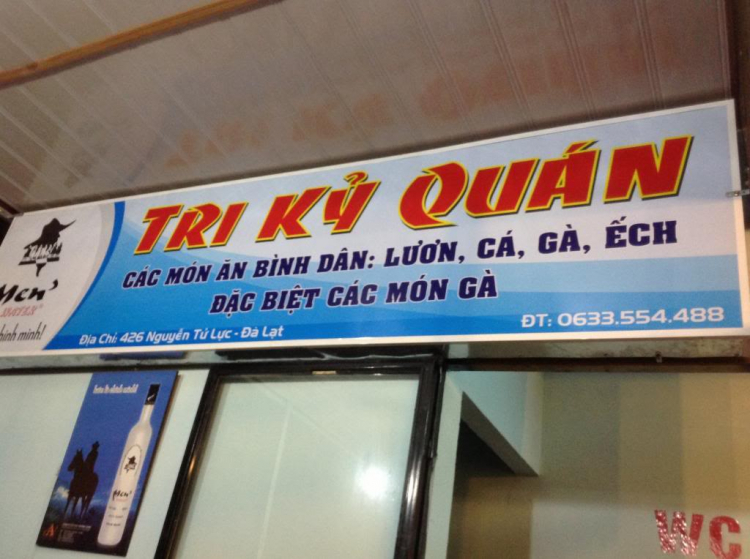 TRI KỶ QUÁN
CÁC MÓN ĂN BÌNH DÂN: LƯƠN, CÁ, GÀ, ẾCH
ĐẶC BIỆT CÁC MÓN GÀ
Địa Chỉ: 426 Nguyễn Tử Lực - Đà Lạt
ĐT: 0633.554.488
Men'
Men'
WC